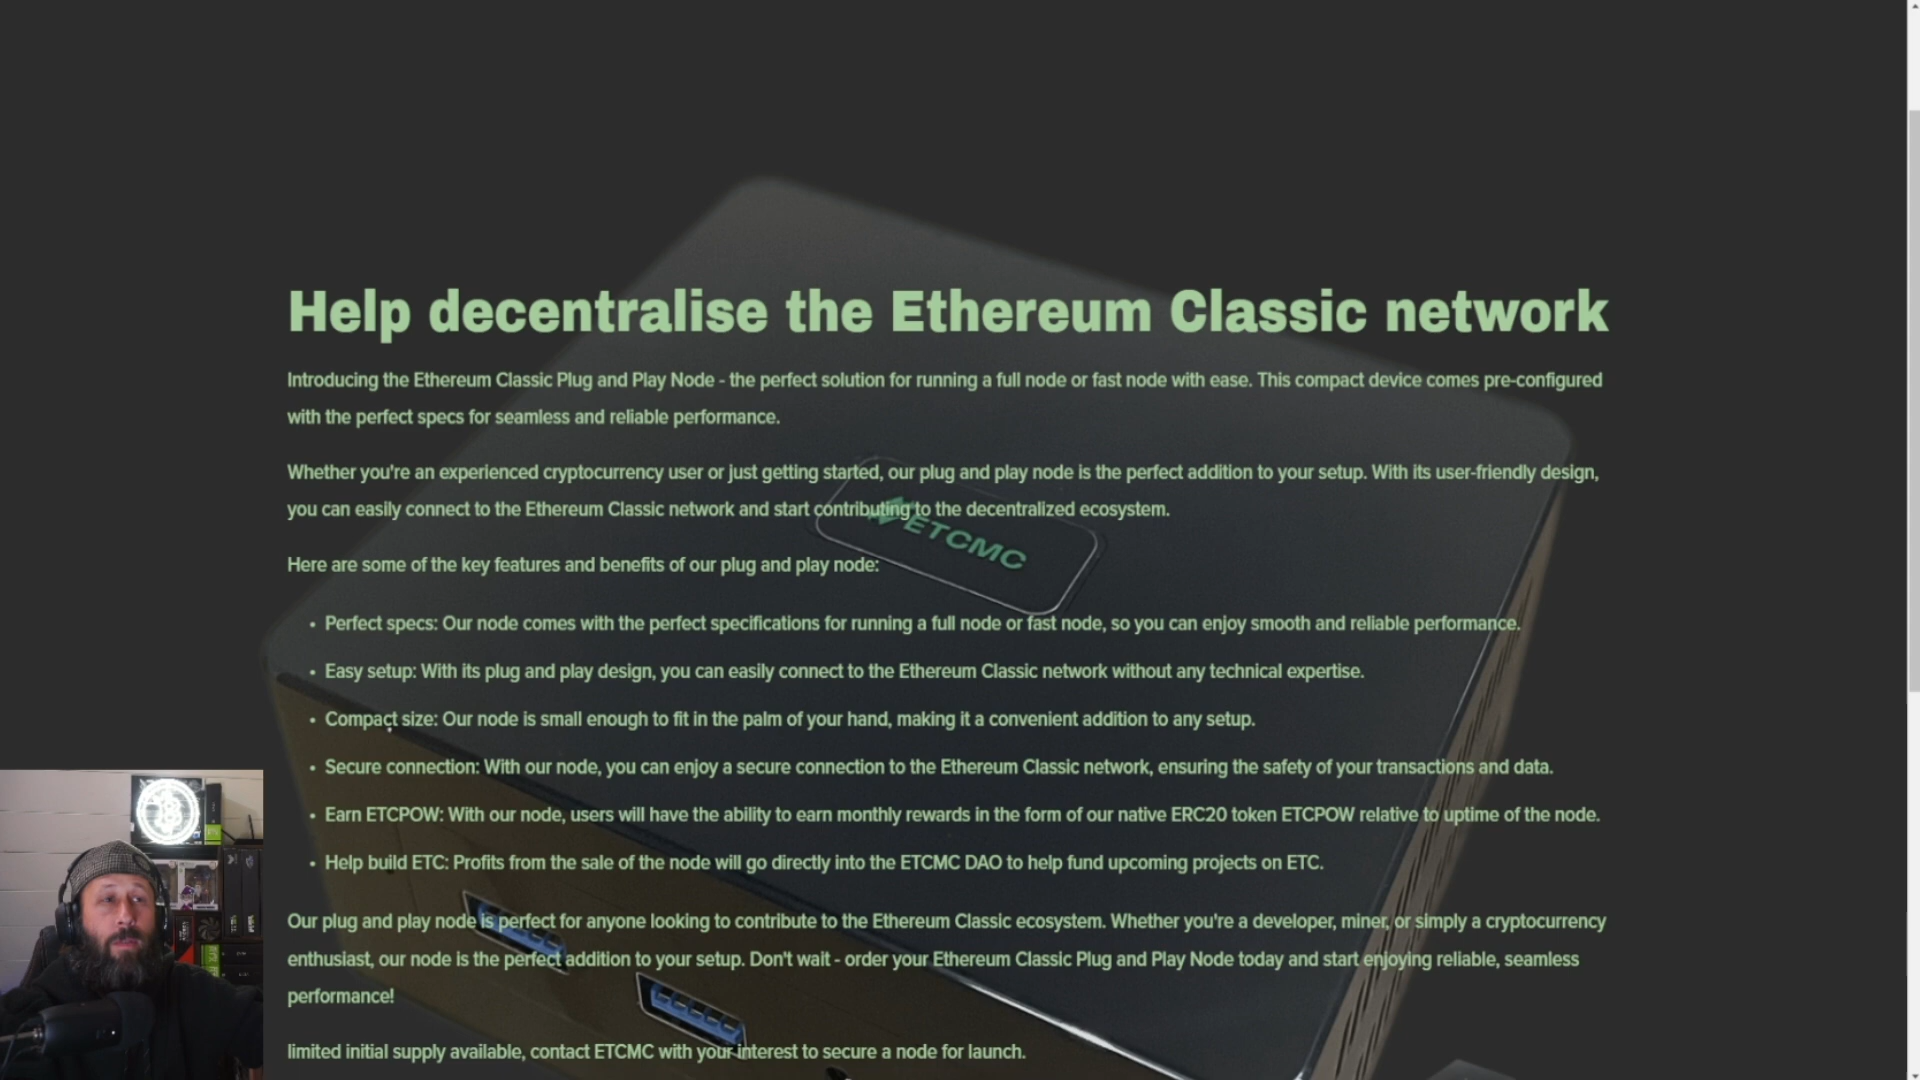 Help decentralise the Ethereum Classic network
Introducing the Ethereum Classic Plug and Play Node - the perfect solution for running a full node or fast node with ease. This compact device comes pre-configured
with the perfect specs for seamless and reliable performance.
Whether you're an experienced cryptocurrency user or just getting started, our plug and play node is the perfect addition to your setup. With its user-friendly design,
you can easily connect to the Ethereum Classic network and start contributing to the decentralized ecosystem.
ETCMC
Here are some of the key features and benefits of our plug and play node:
• Perfect specs: Our node comes with the perfect specifications for running a full node or fast node, so you can enjoy smooth and reliable performance.
• Easy setup: With its plug and play design, you can easily connect to the Ethereum Classic network without any technical expertise.
• Compact size: Our node is small enough to fit in the palm of your hand, making it a convenient addition to any setup.
• Secure connection: With our node, you can enjoy a secure connection to the Ethereum Classic network, ensuring the safety of your transactions and data.
• Earn ETCPOW: With our node, users will have the ability to earn monthly rewards in the form of our native ERC20 token ETCPOW relative to uptime of the node.
• Help build ETC: Profits from the sale of the node will go directly into the ETCMC DAO to help fund upcoming projects on ETC.
Our plug and play node is perfect for anyone looking to contribute to the Ethereum Classic ecosystem. Whether you're a developer, miner, or simply a cryptocurrency
enthusiast, our node is the perfect addition to your setup. Don't wait - order your Ethereum Classic Plug and Play Node today and start enjoying reliable, seamless
performance!
limited initial supply available, contact ETCMC with your interest to secure a node for launch.